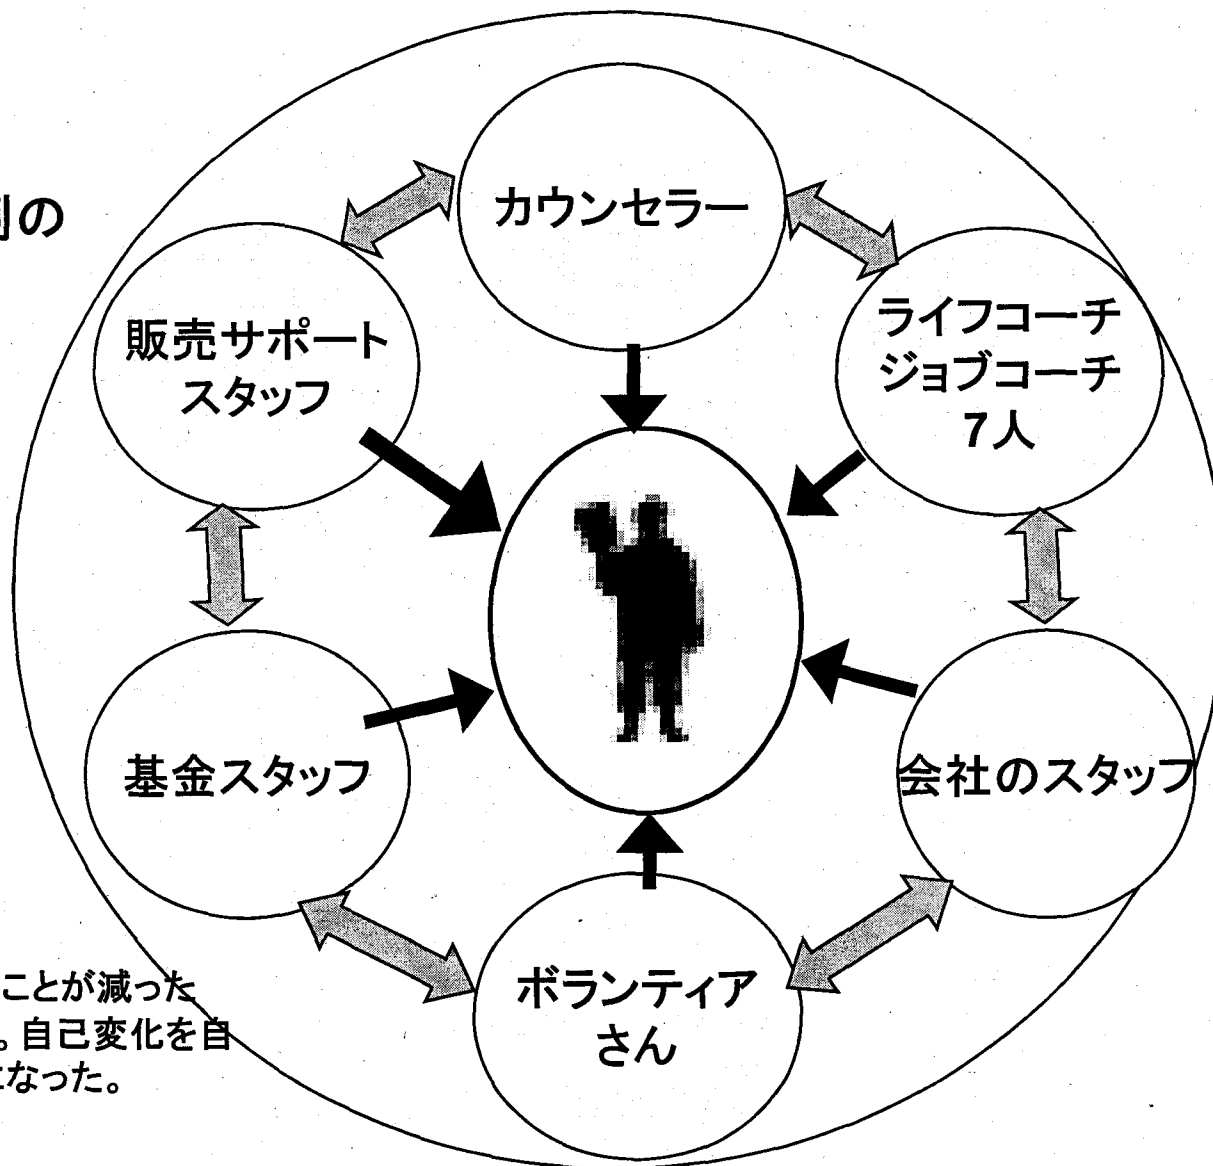 の
カウンセラー
販売サポート
スタッフ
ライフコーチ
ジョブコーチ
7人
基金スタッフ
会社のスタッフ
ボランティア
さん
ことが減った
。自己変化を自
になった。